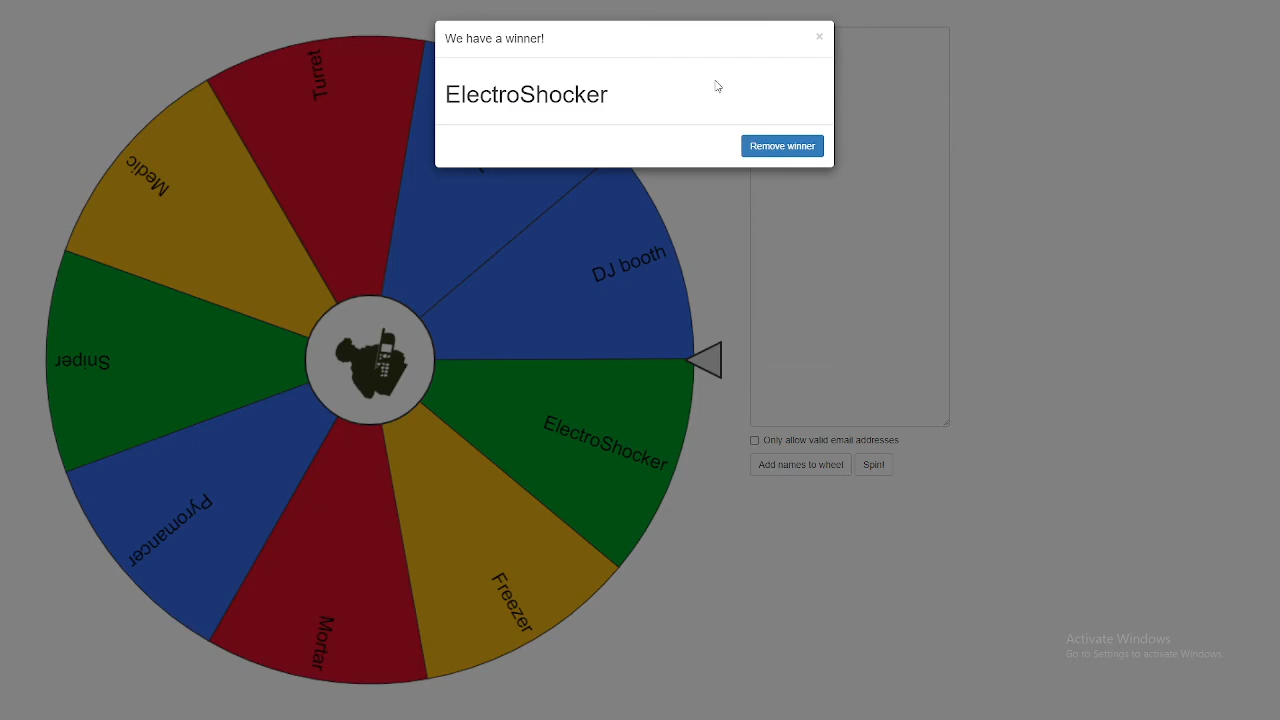 We have a winner!
×
ElectroShocker
Remove winner
Turret
Medic
DJ booth
Sniper
ElectroShocker
Pyromancer
Freezer
Mortar
Only allow valid email addresses
Add names to wheel
Spin!
Activate Windows
Go to Settings to activate Windows.